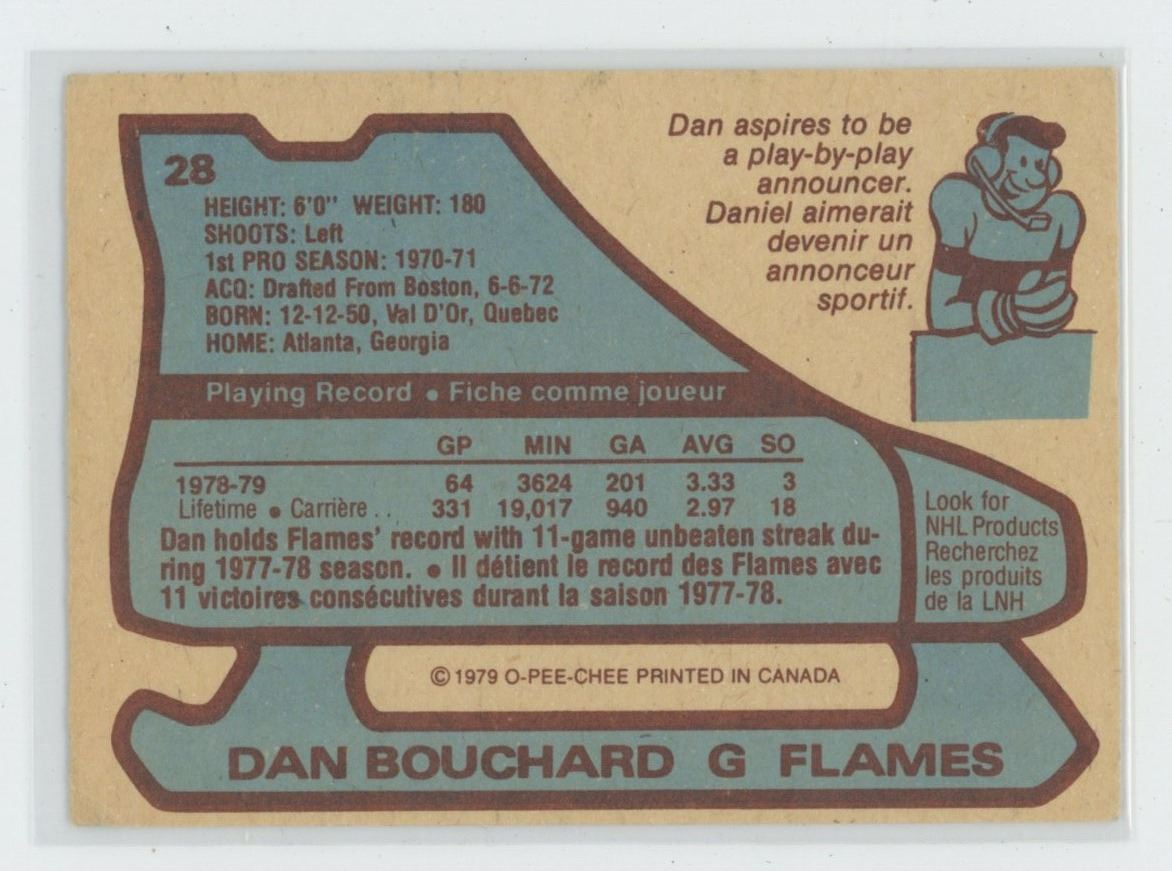 28
HEIGHT: 6'0" WEIGHT: 180
SHOOTS: Left
1st PRO SEASON: 1970-71
ACQ: Drafted From Boston, 6-6-72
BORN: 12-12-50, Val D'Or, Quebec
HOME: Atlanta, Georgia
Dan aspires to be
a play-by-play
announcer.
Daniel aimerait
devenir un
annonceur
sportif.
Playing Record • Fiche comme joueur
GP MIN GA AVG SO
1978-79 64 3624 201 3.33 3
Lifetime • Carrière .. 331 19,017 940 2.97 18
Dan holds Flames' record with 11-game unbeaten streak du-
ring 1977-78 season. • Il détient le record des Flames avec
11 victoires consécutives durant la saison 1977-78.
Look for
NHL Products
Recherchez
les produits
de la LNH
© 1979 O-PEE-CHEE PRINTED IN CANADA
DAN BOUCHARD G FLAMES